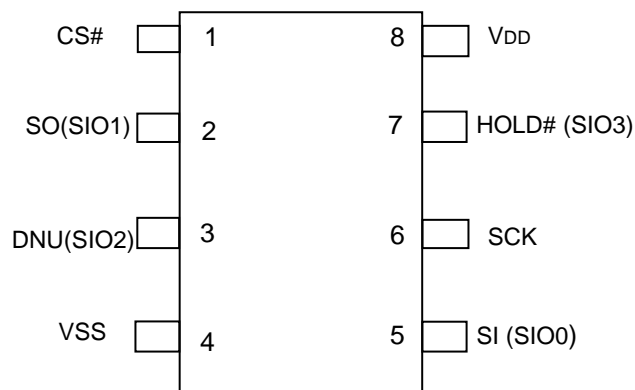 CS# 1 8 VDD
SO(SIO1) 2 7 HOLD# (SIO3)
DNU(SIO2) 3 6 SCK
VSS 4 5 SI (SIO0)